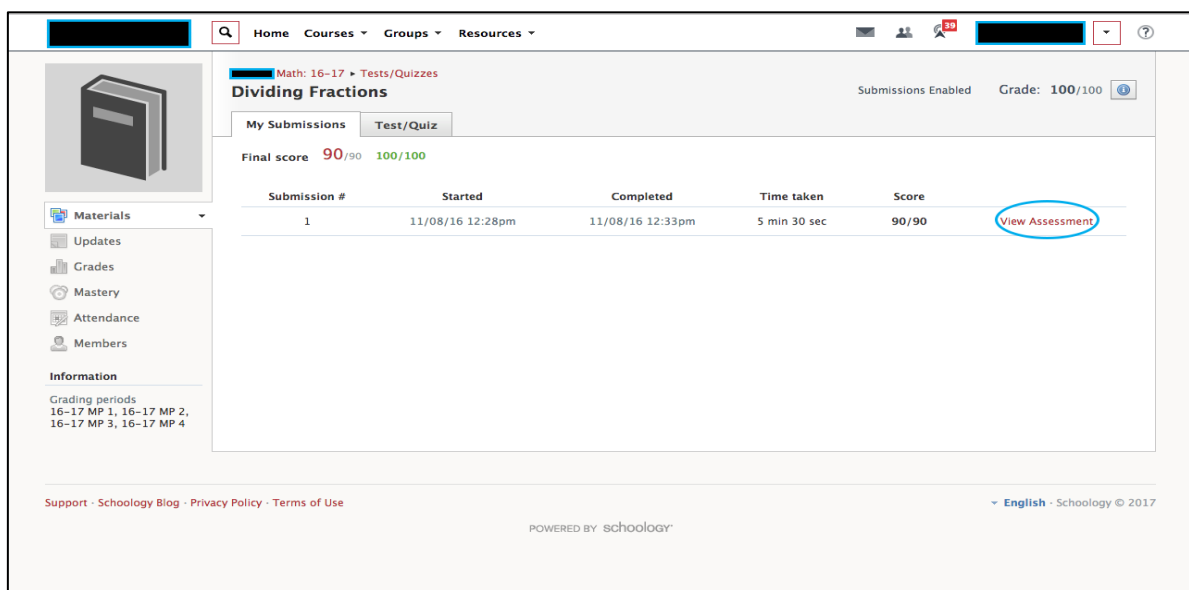 Home Courses Groups Resources 39
Math: 16-17 ▸ Tests/Quizzes
Dividing Fractions
Submissions Enabled Grade: 100/100
My Submissions Test/Quiz
Final score 90/90 100/100
Submission # Started Completed Time taken Score
1 11/08/16 12:28pm 11/08/16 12:33pm 5 min 30 sec 90/90 View Assessment
Materials
Updates
Grades
Mastery
Attendance
Members
Information
Grading periods
16-17 MP 1, 16-17 MP 2,
16-17 MP 3, 16-17 MP 4
Support · Schoology Blog · Privacy Policy · Terms of Use
English · Schoology © 2017
POWERED BY schoology